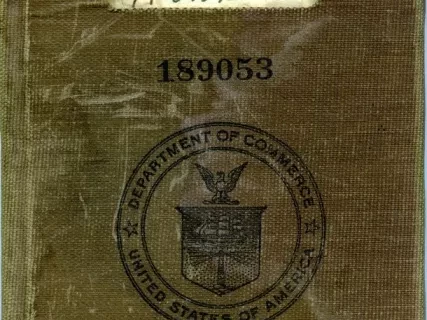 189053
DEPARTMENT OF COMMERCE
UNITED STATES OF AMERICA